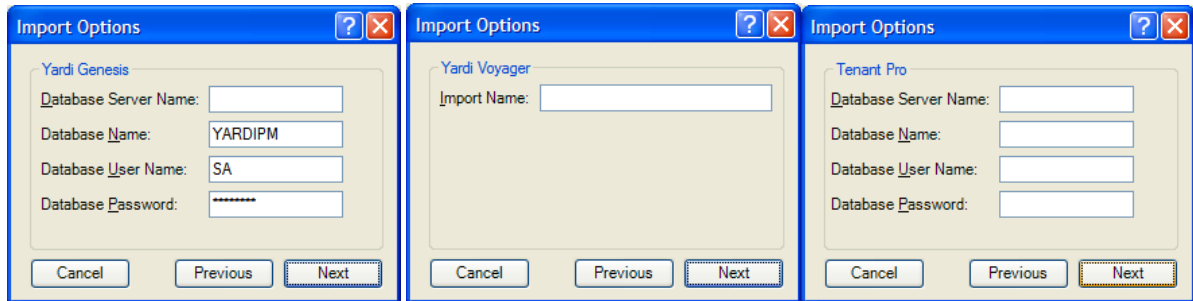 Import Options
Yardi Genesis
Database Server Name:
Database Name: YARDIPM
Database User Name: SA
Database Password: ********
Cancel Previous Next
Import Options
Yardi Voyager
Import Name:
Cancel Previous Next
Import Options
Tenant Pro
Database Server Name:
Database Name:
Database User Name:
Database Password:
Cancel Previous Next